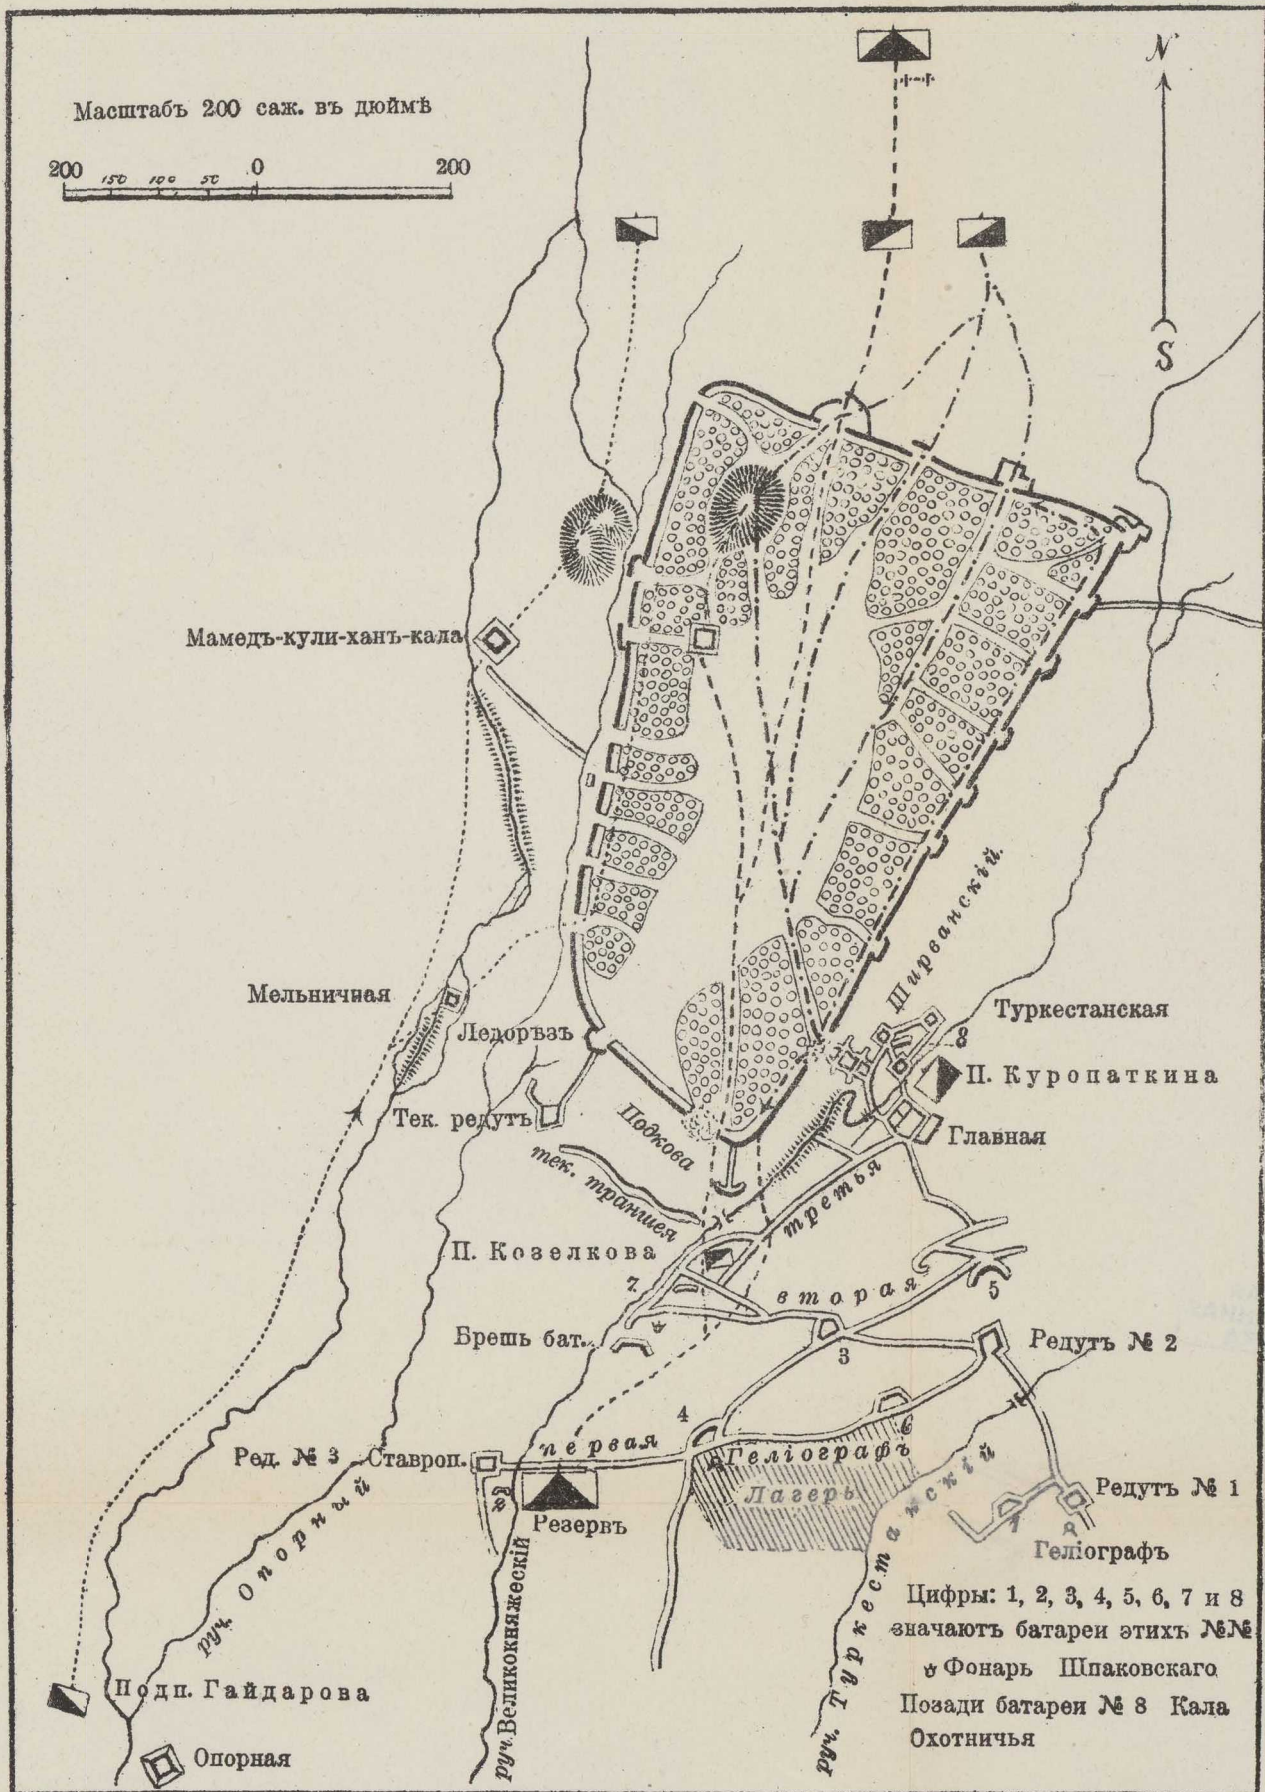 Масштабъ 200 саж. въ дюймѣ
200 150 100 50 0 200
N
S
Мамедъ-кули-ханъ-кала
Ширванскій
Мельничная
Туркестанская
Ледорѣзъ
8
П. Куропаткина
Тек. редутъ
Подкова
Главная
тек. траншея
третья
П. Козелкова
7
вторая
5
Брешь бат.
3
Редутъ № 2
4
6
Ред. № 3 Ставроп.
первая
Геліографъ
Лагерь
2
Резервъ
Редутъ № 1
1
Геліографъ
руч. Опорный
руч. Великокняжескій
руч. Туркестанскій
Цифры: 1, 2, 3, 4, 5, 6, 7 и 8
значаютъ батареи этихъ №№
Фонарь Шпаковскаго
Позади батареи № 8 Кала
Охотничья
Подп. Гайдарова
Опорная